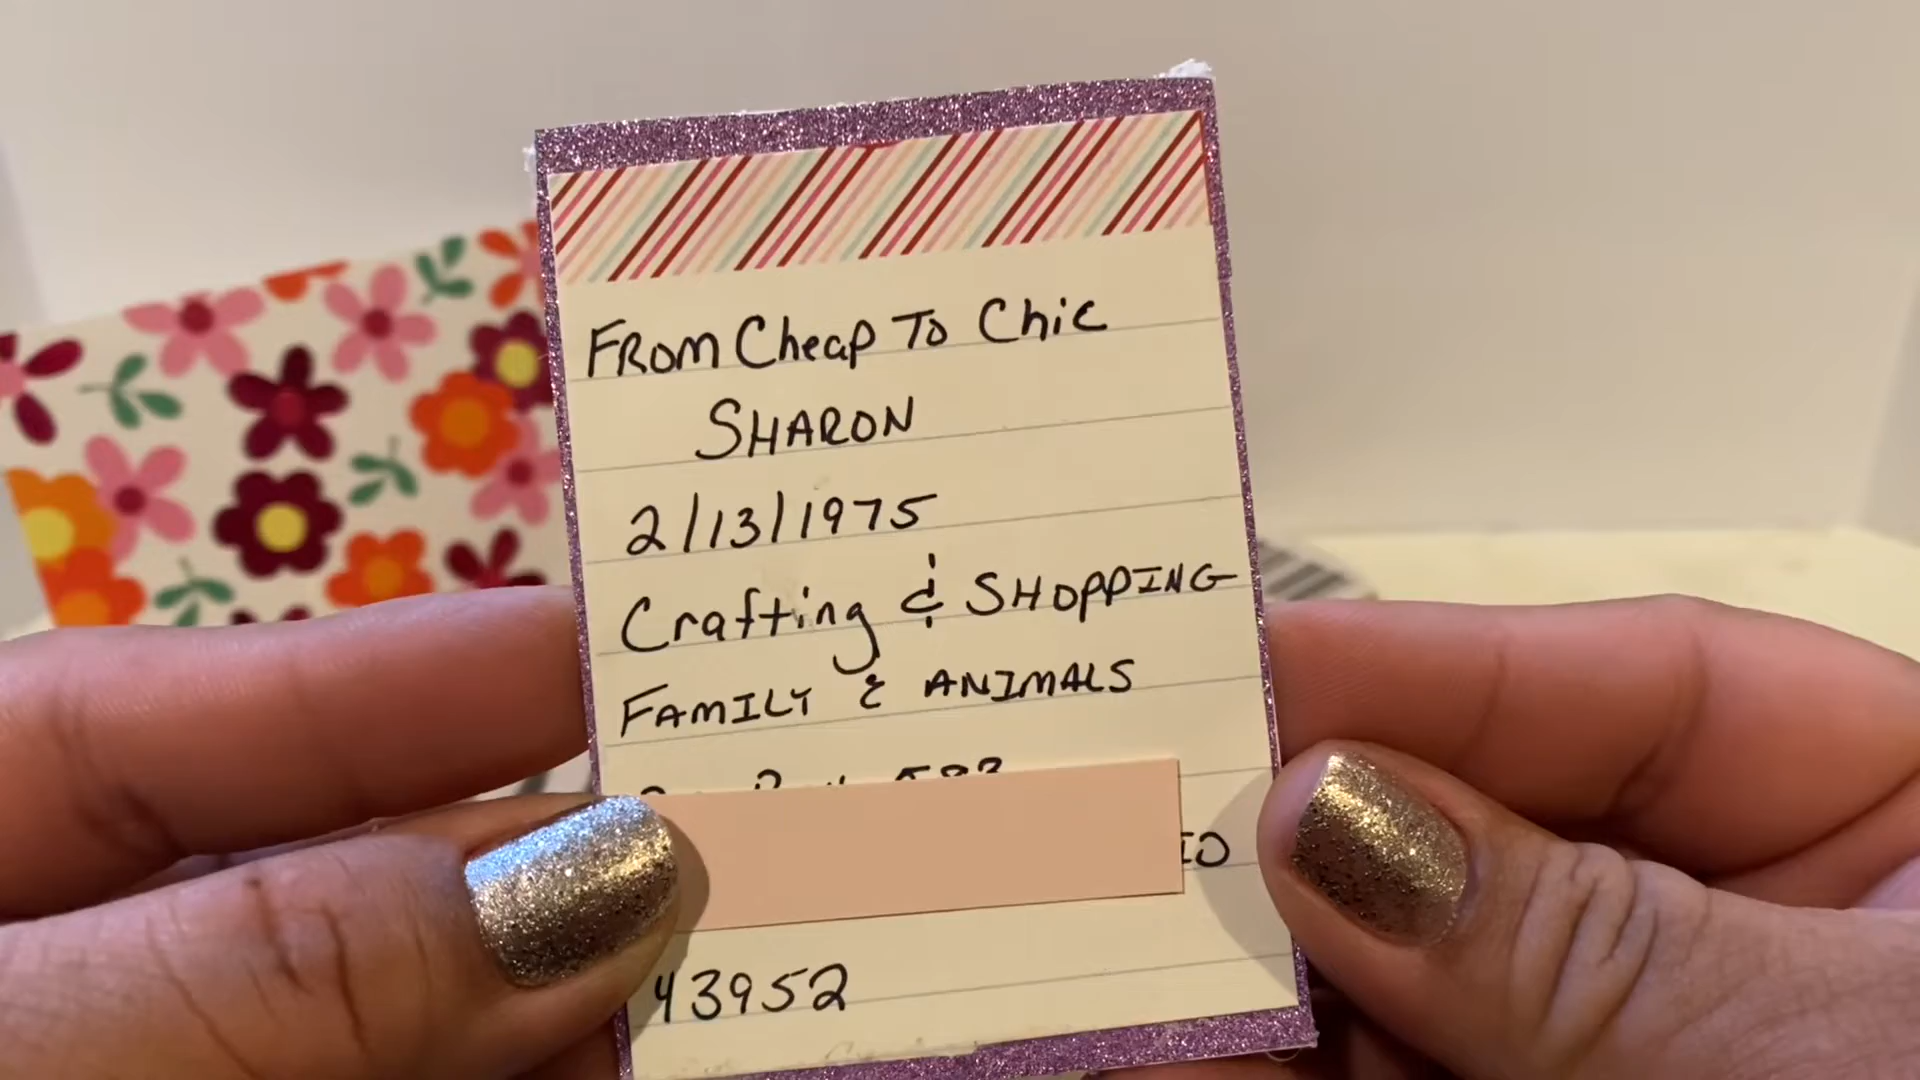 FROM Cheap To Chic
SHARON
2/13/1975
Crafting & SHOPPING
FAMILY & ANIMALS
43952